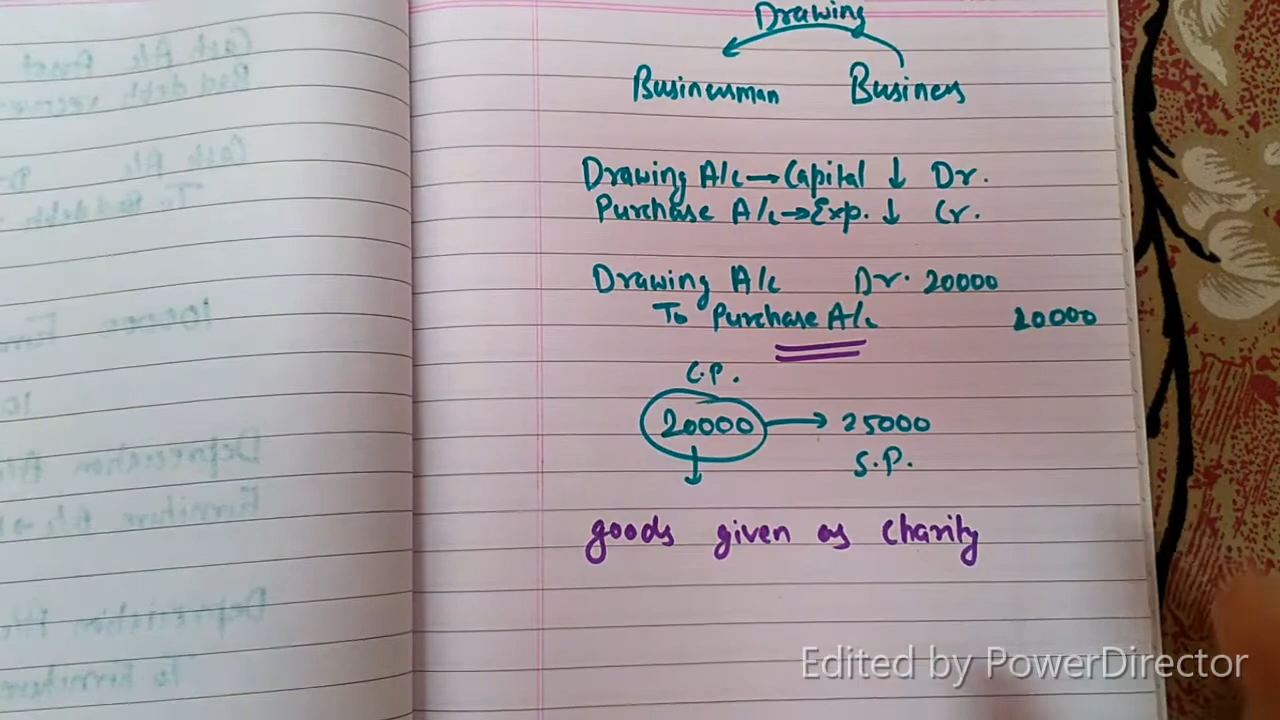 Drawing
Businessman Business
Drawing A/c → Capital ↓ Dr.
Purchase A/c → Exp. ↓ Cr.
Drawing A/c Dr. 20000
To Purchase A/c 20000
C.P.
20000 → 25000
↓ S.P.
goods given as charity
Edited by PowerDirector